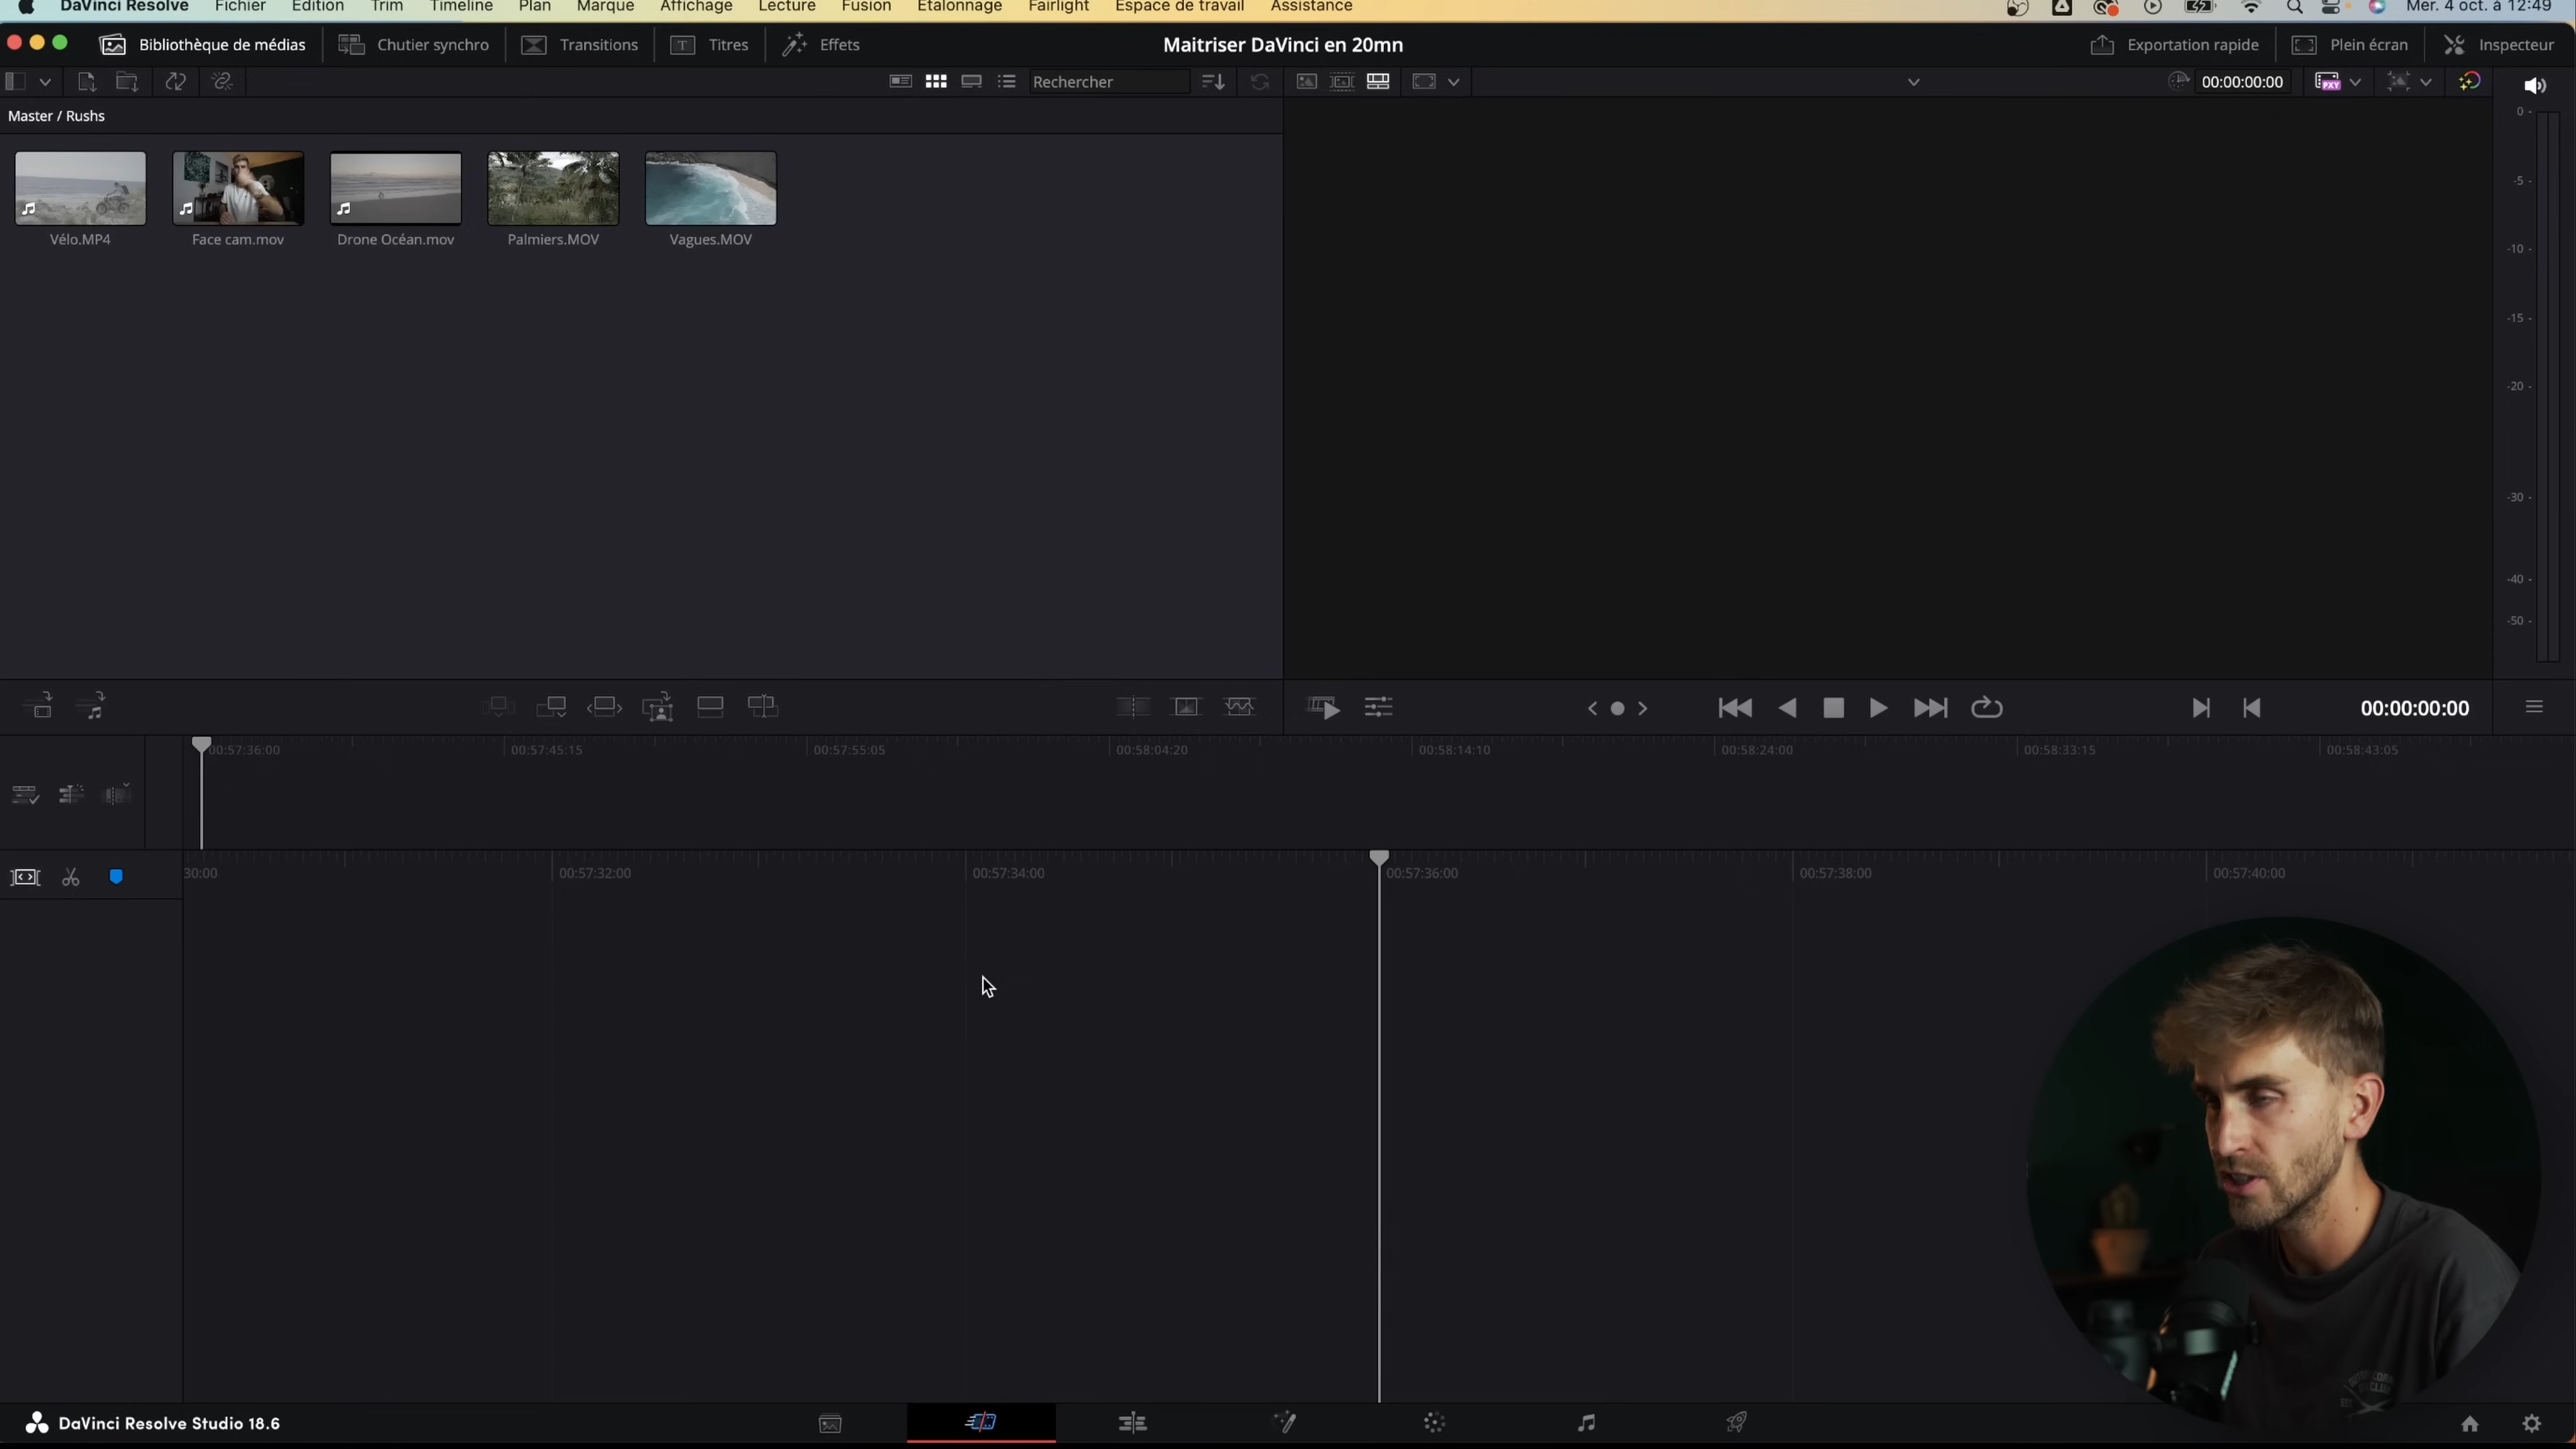 DaVinci Resolve Fichier Edition Trim Timeline Plan Marque Affichage Lecture Fusion Etalonnage Fairlight Espace de travail Assistance Mer. 4 oct. à 12:49
Bibliothèque de médias Chutier synchro Transitions T Titres Effets Maitriser DaVinci en 20mn Exportation rapide Plein écran Inspecteur
Rechercher PXY 00:00:00:00
Master / Rushs
Vélo.MP4 Face cam.mov Drone Océan.mov Palmiers.MOV Vagues.MOV
0
-5
-10
-15
-20
-30
-40
-50
00:00:00:00
00:57:36:00 00:57:45:15 00:57:55:05 00:58:04:20 00:58:14:10 00:58:24:00 00:58:33:15 00:58:43:05
30:00 00:57:32:00 00:57:34:00 00:57:36:00 00:57:38:00 00:57:40:00
DaVinci Resolve Studio 18.6